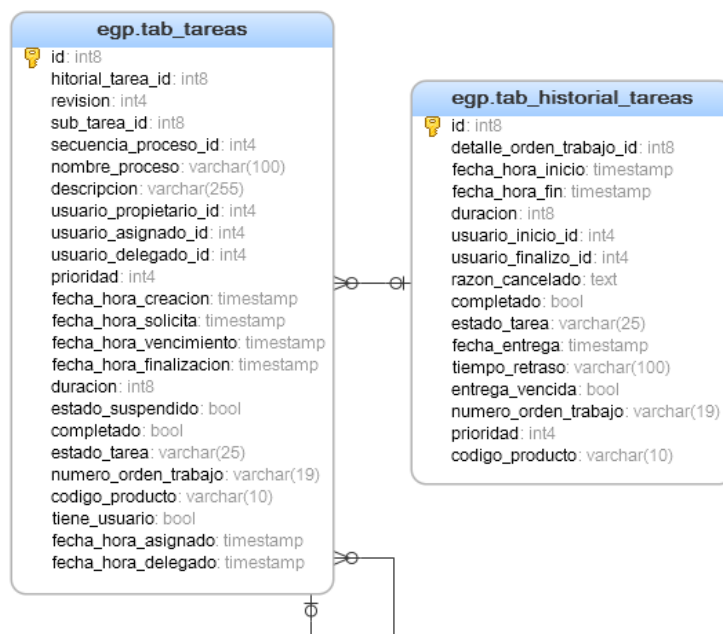 egp.tab_tareas
id: int8
hitorial_tarea_id: int8
revision: int4
sub_tarea_id: int8
secuencia_proceso_id: int4
nombre_proceso: varchar(100)
descripcion: varchar(255)
usuario_propietario_id: int4
usuario_asignado_id: int4
usuario_delegado_id: int4
prioridad: int4
fecha_hora_creacion: timestamp
fecha_hora_solicita: timestamp
fecha_hora_vencimiento: timestamp
fecha_hora_finalizacion: timestamp
duracion: int8
estado_suspendido: bool
completado: bool
estado_tarea: varchar(25)
numero_orden_trabajo: varchar(19)
codigo_producto: varchar(10)
tiene_usuario: bool
fecha_hora_asignado: timestamp
fecha_hora_delegado: timestamp
egp.tab_historial_tareas
id: int8
detalle_orden_trabajo_id: int8
fecha_hora_inicio: timestamp
fecha_hora_fin: timestamp
duracion: int8
usuario_inicio_id: int4
usuario_finalizo_id: int4
razon_cancelado: text
completado: bool
estado_tarea: varchar(25)
fecha_entrega: timestamp
tiempo_retraso: varchar(100)
entrega_vencida: bool
numero_orden_trabajo: varchar(19)
prioridad: int4
codigo_producto: varchar(10)